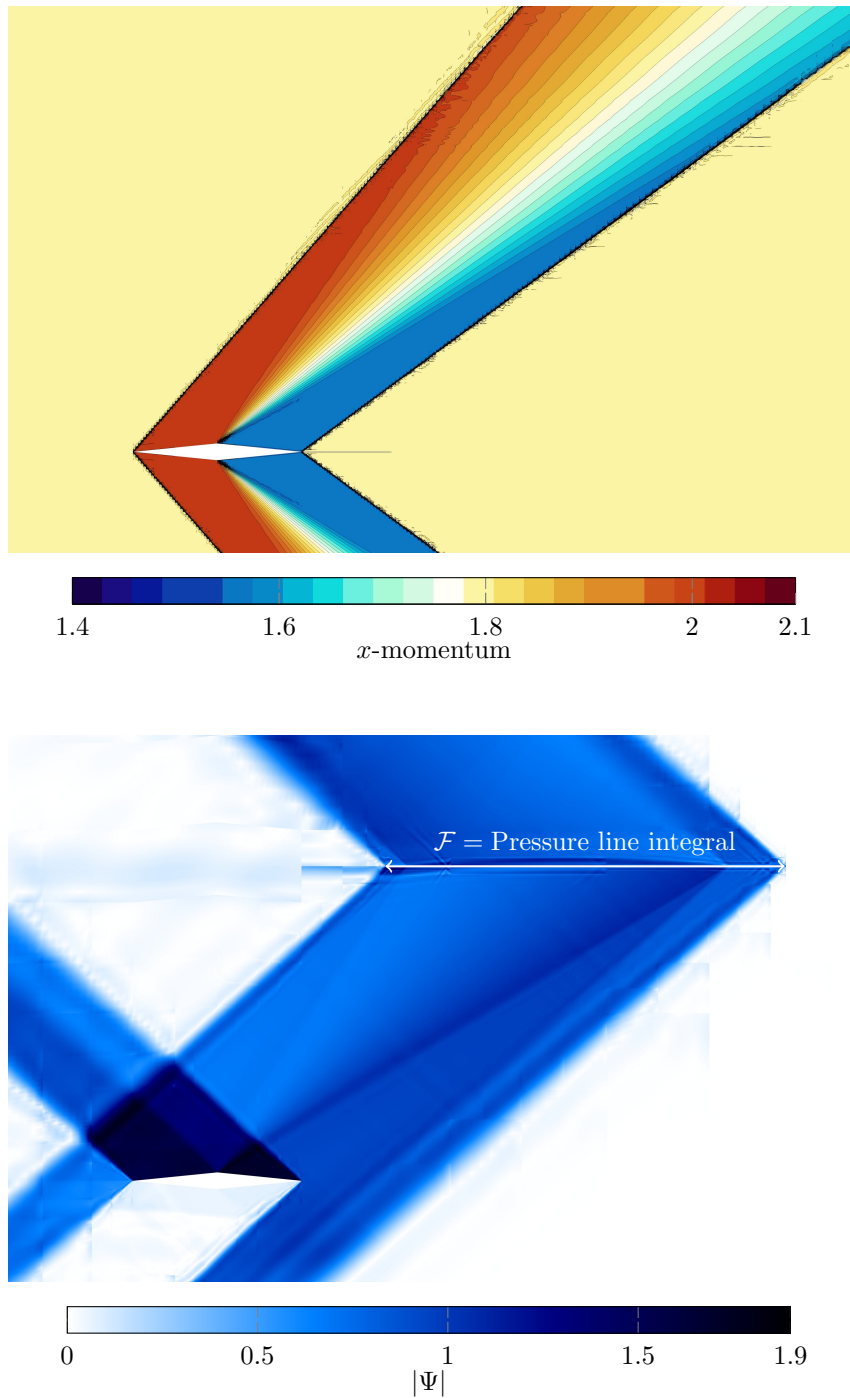 1.4 1.6 1.8 2 2.1
x-momentum
ℱ = Pressure line integral
0 0.5 1 1.5 1.9
|Ψ|